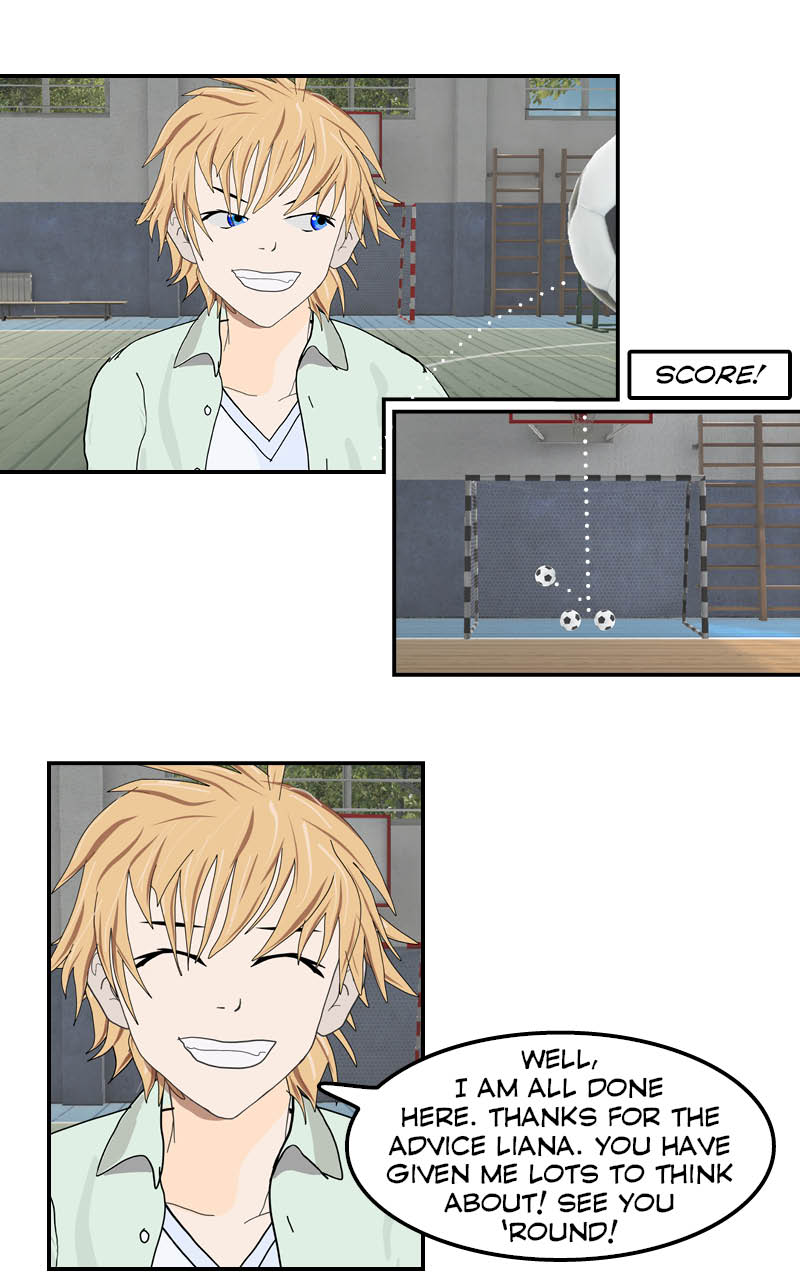 SCORE!
WELL,
I AM ALL DONE
HERE. THANKS FOR THE
ADVICE LIANA. YOU HAVE
GIVEN ME LOTS TO THINK
ABOUT! SEE YOU
‘ROUND!